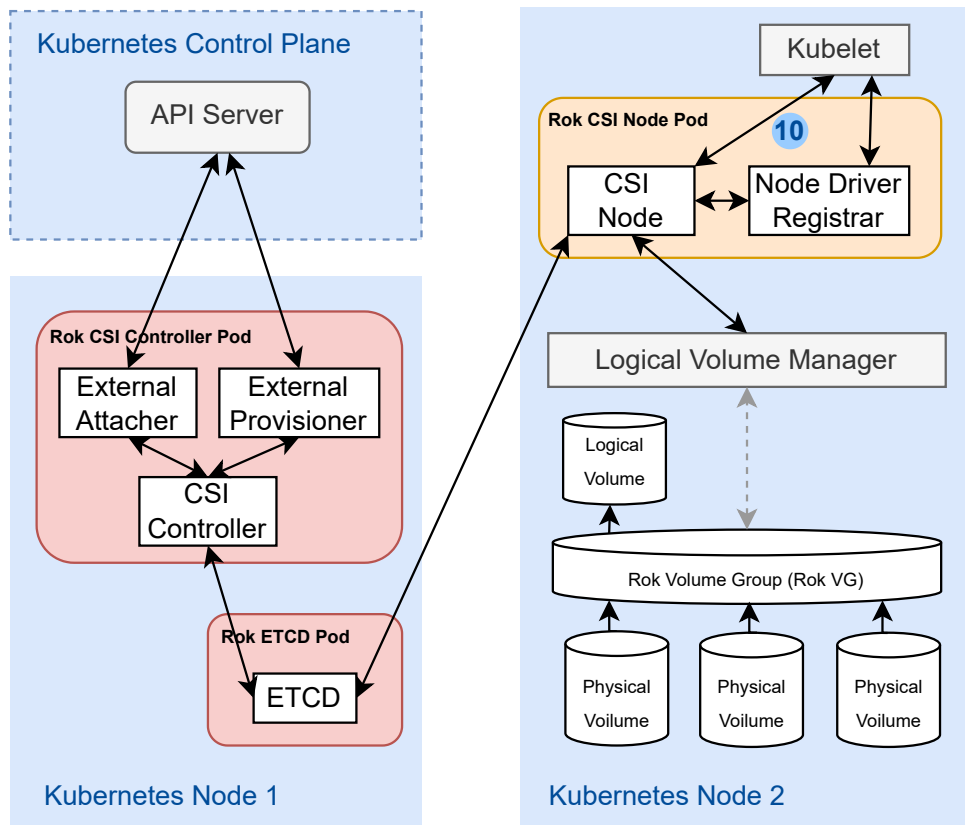 Kubernetes Control Plane
API Server
Rok CSI Controller Pod
External
Attacher
External
Provisioner
CSI
Controller
Rok ETCD Pod
ETCD
Kubernetes Node 1
Kubelet
Rok CSI Node Pod
10
CSI
Node
Node Driver
Registrar
Logical Volume Manager
Logical
Volume
Rok Volume Group (Rok VG)
Physical
Voilume
Physical
Voilume
Physical
Voilume
Kubernetes Node 2